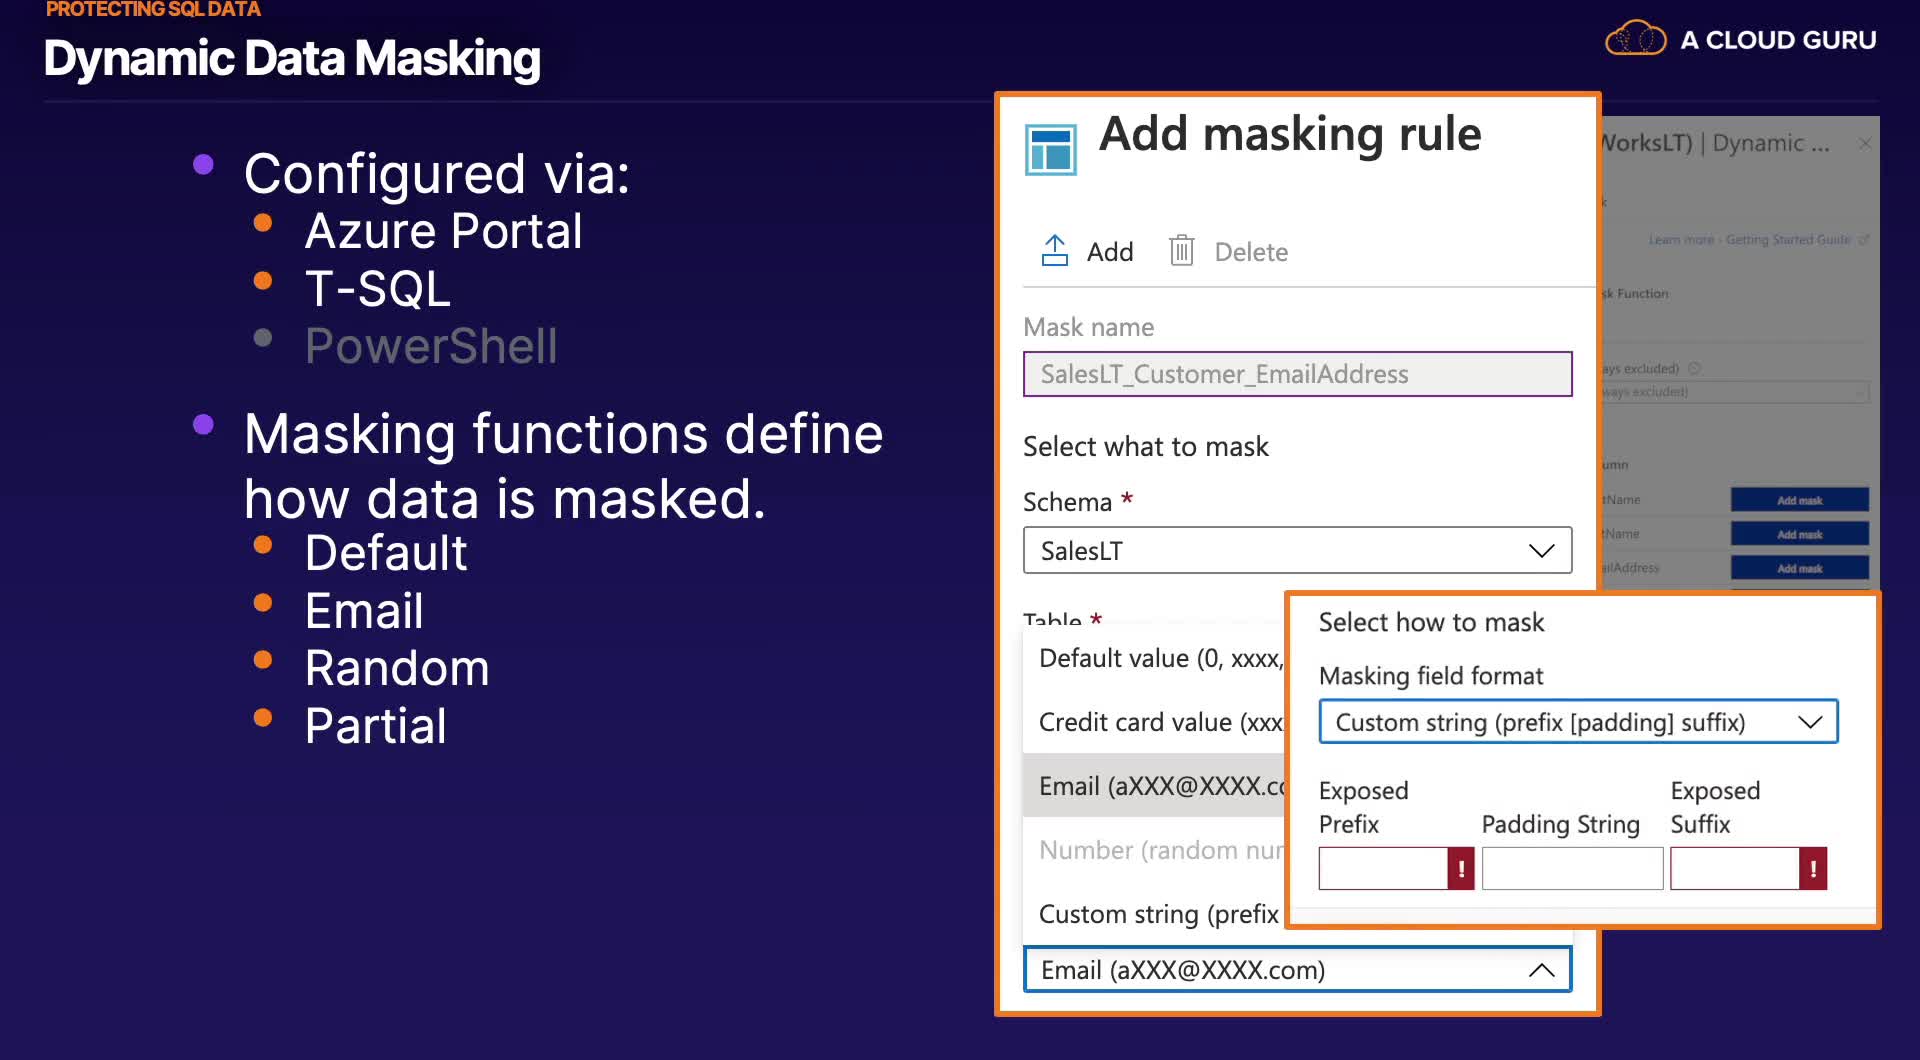 PROTECTING SQL DATA
Dynamic Data Masking
A CLOUD GURU
Configured via:
Azure Portal
T-SQL
PowerShell
Masking functions define
how data is masked.
Default
Email
Random
Partial
Add masking rule
Add Delete
Mask name
SalesLT_Customer_EmailAddress
Select what to mask
Schema *
SalesLT
Table *
Default value (0, xxxx,
Credit card value (xxx
Email (aXXX@XXXX.co
Number (random nur
Custom string (prefix
Email (aXXX@XXXX.com)
WorksLT) | Dynamic ...
Learn more - Getting Started Guide
sk Function
ays excluded)
ways excluded)
umn
tName Add mask
tName Add mask
ailAddress Add mask
Select how to mask
Masking field format
Custom string (prefix [padding] suffix)
Exposed
Prefix
Padding String
Exposed
Suffix
!
!